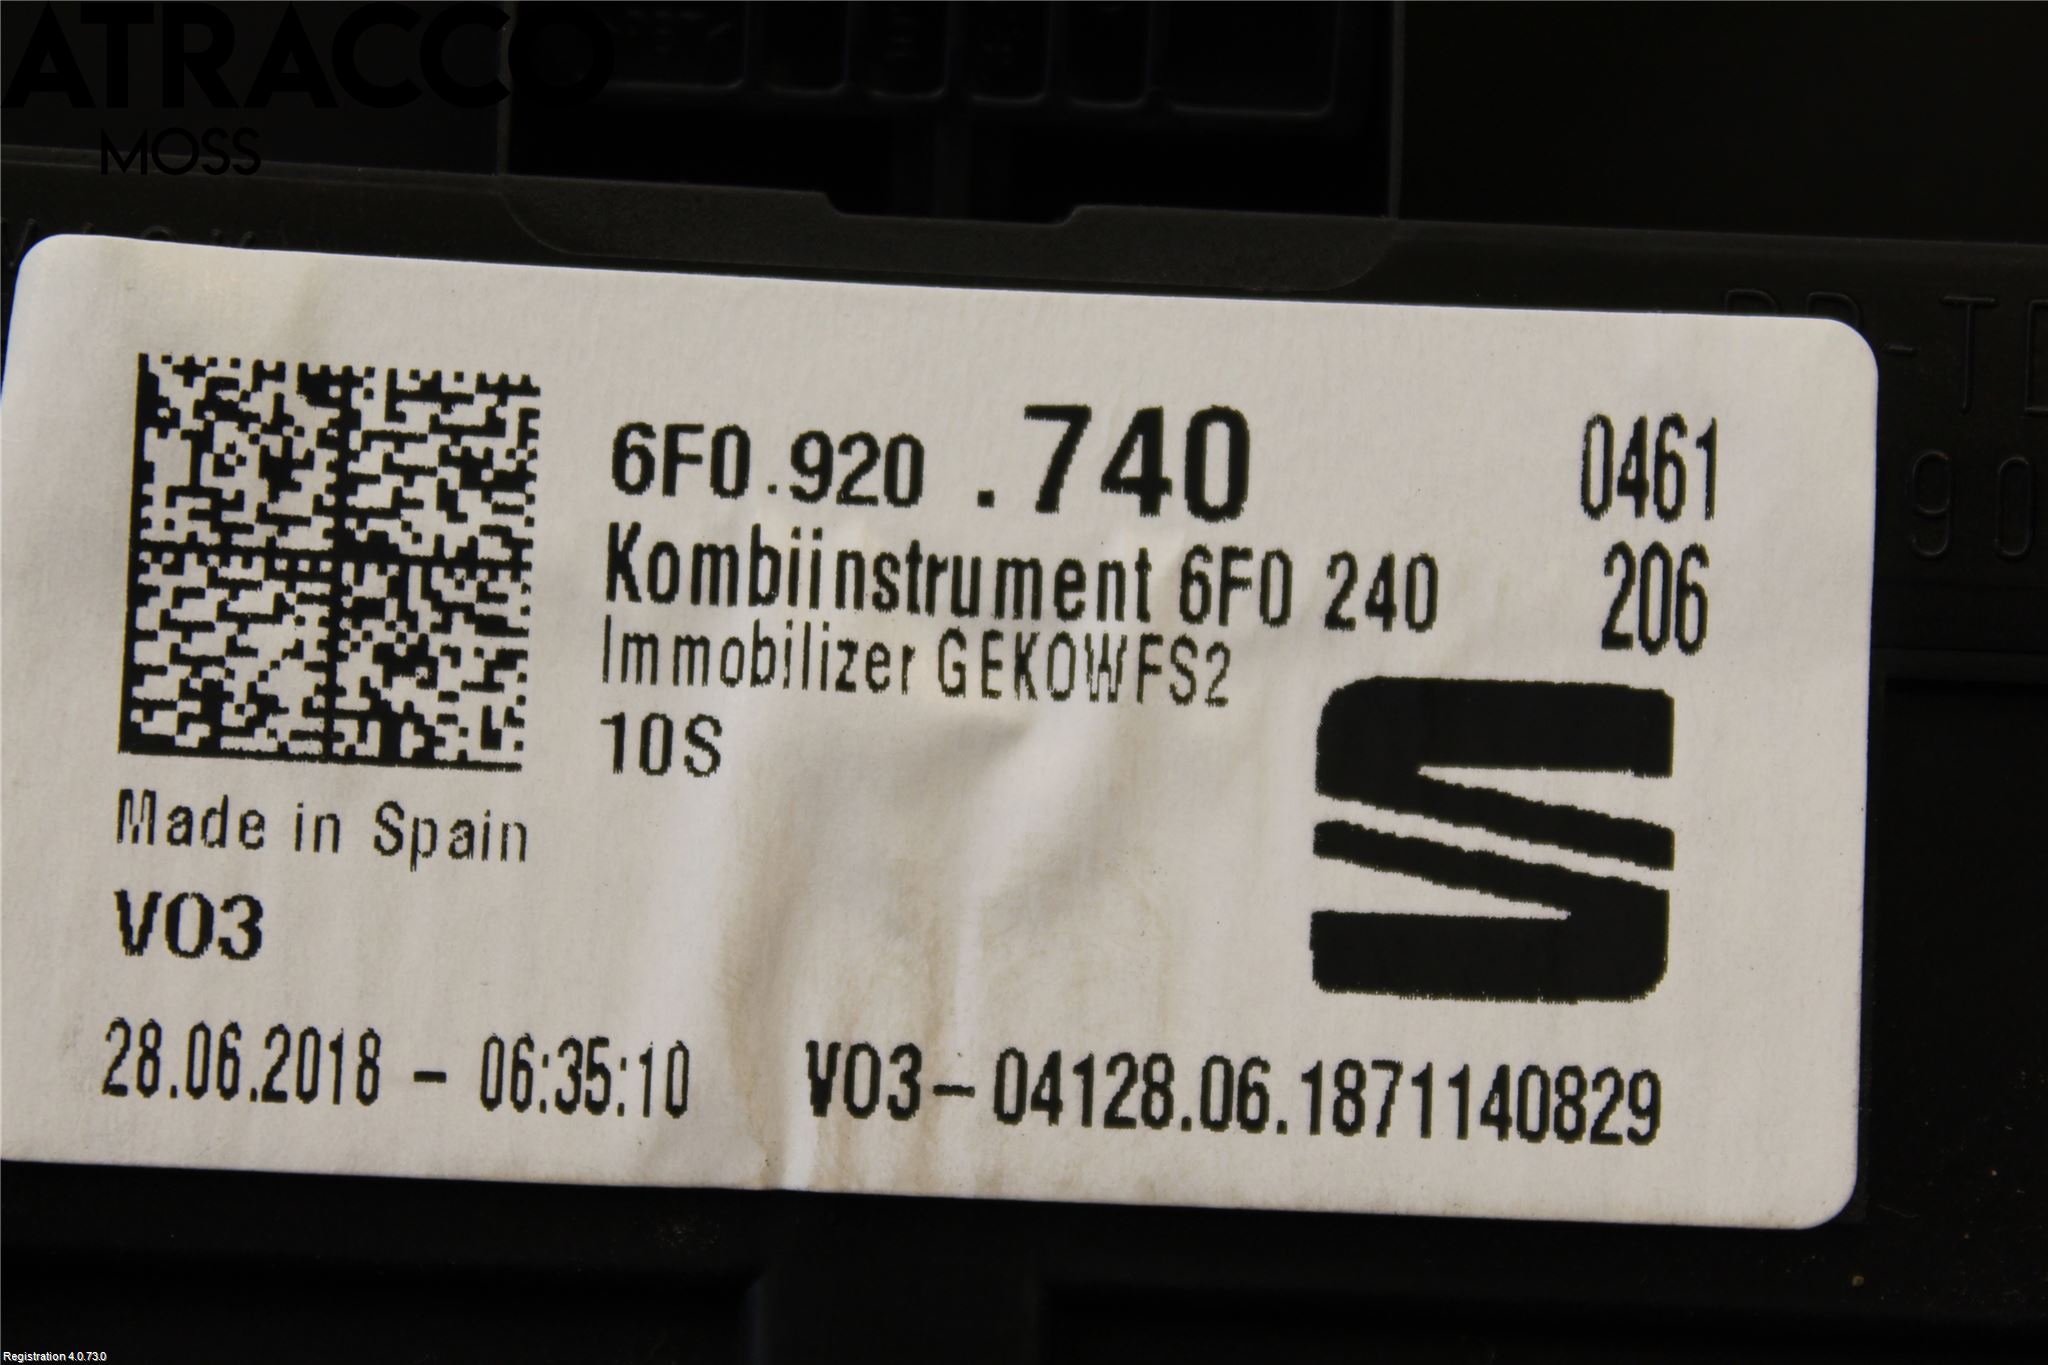 ATRACCO
MOSS
6F0.920 .740 0461
Kombiinstrument 6F0 240 206
Immobilizer GEKOWFS2
10S
Made in Spain
V03
28.06.2018 - 06:35:10 V03-04128.06.1871140829
90
Registration 4.0.73.0